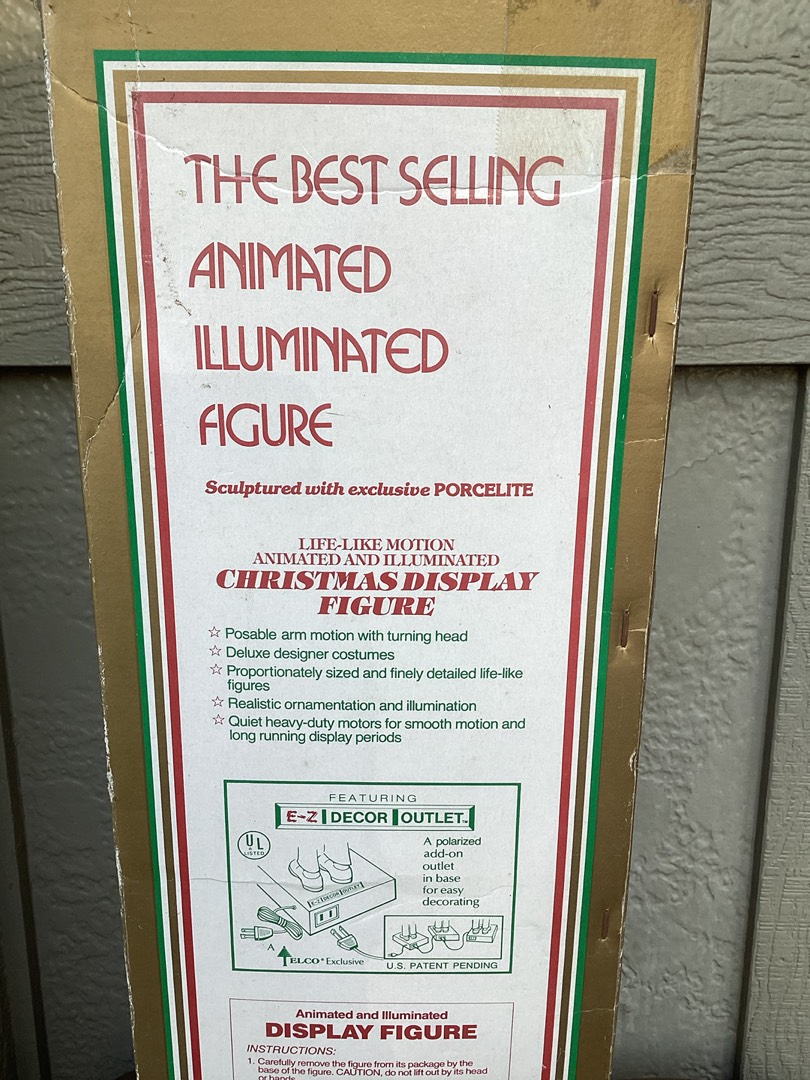 THE BEST SELLING
ANIMATED
ILLUMINATED
FIGURE
Sculptured with exclusive PORCELITE
LIFE-LIKE MOTION
ANIMATED AND ILLUMINATED
CHRISTMAS DISPLAY
FIGURE
☆ Posable arm motion with turning head
☆ Deluxe designer costumes
☆ Proportionately sized and finely detailed life-like
figures
☆ Realistic ornamentation and illumination
☆ Quiet heavy-duty motors for smooth motion and
long running display periods
FEATURING
E-Z DECOR OUTLET™
UL
LISTED
A polarized
add-on
outlet
in base
for easy
decorating
E-Z DECOR OUTLET
A
TELCO® Exclusive
U.S. PATENT PENDING
Animated and Illuminated
DISPLAY FIGURE
INSTRUCTIONS:
1. Carefully remove the figure from its package by the
base of the figure. CAUTION, do not lift out by its head
or hands